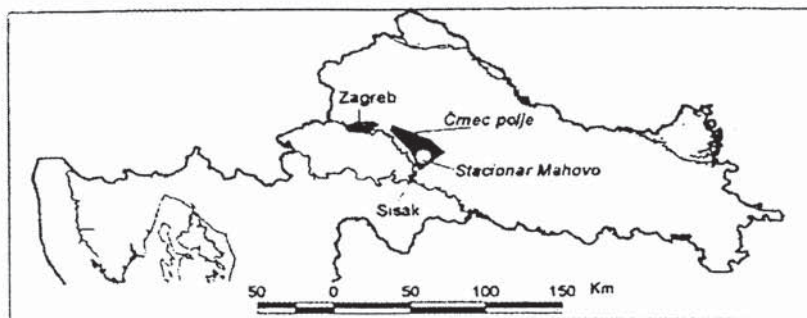 Zagreb
Črnec polje
Stacionar Mahovo
Sisak
50 0 50 100 150 Km